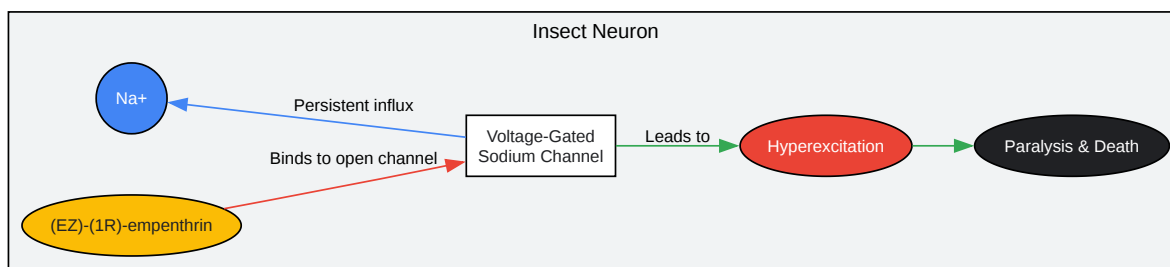 Insect Neuron
Na+
Persistent influx
Binds to open channel
(EZ)-(1R)-empenthrin
Voltage-Gated
Sodium Channel
Leads to
Hyperexcitation
Paralysis & Death